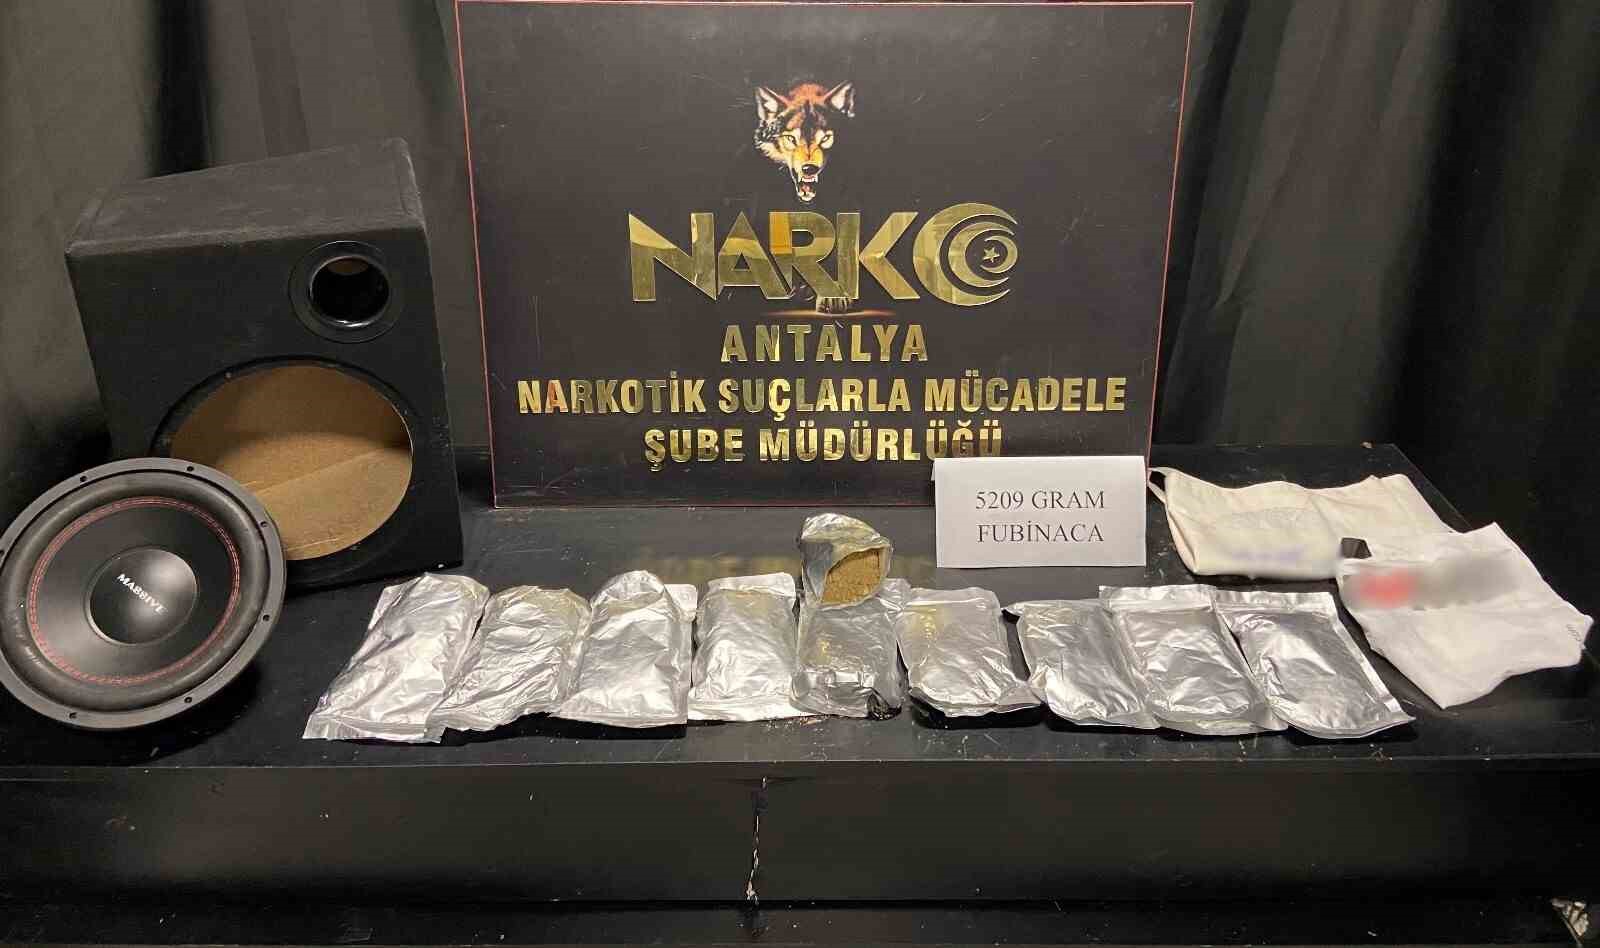 NARKO
ANTALYA
NARKOTİK SUÇLARLA MÜCADELE
ŞUBE MÜDÜRLÜĞÜ
5209 GRAM
FUBİNACA
MASSIVE